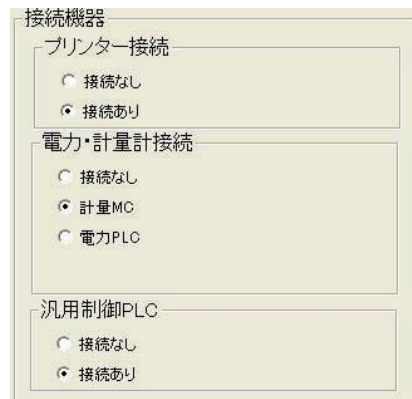 接続機器
プリンター接続
接続なし
接続あり
電力・計量計接続
接続なし
計量MC
電力PLC
汎用制御PLC
接続なし
接続あり